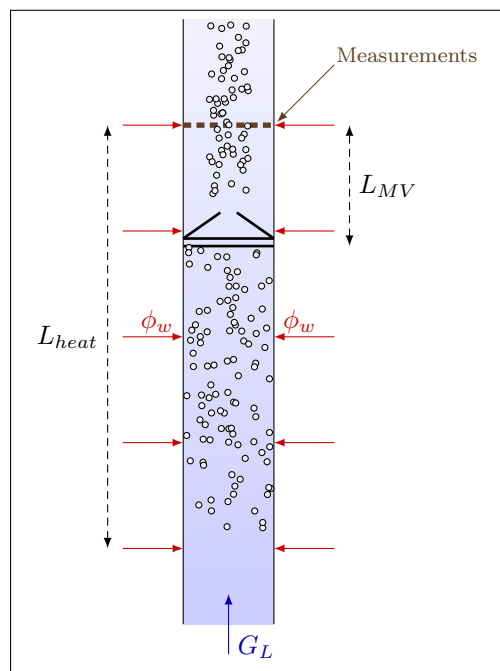 Measurements
L_{MV}
ϕ_w ϕ_w
L_{heat}
G_L